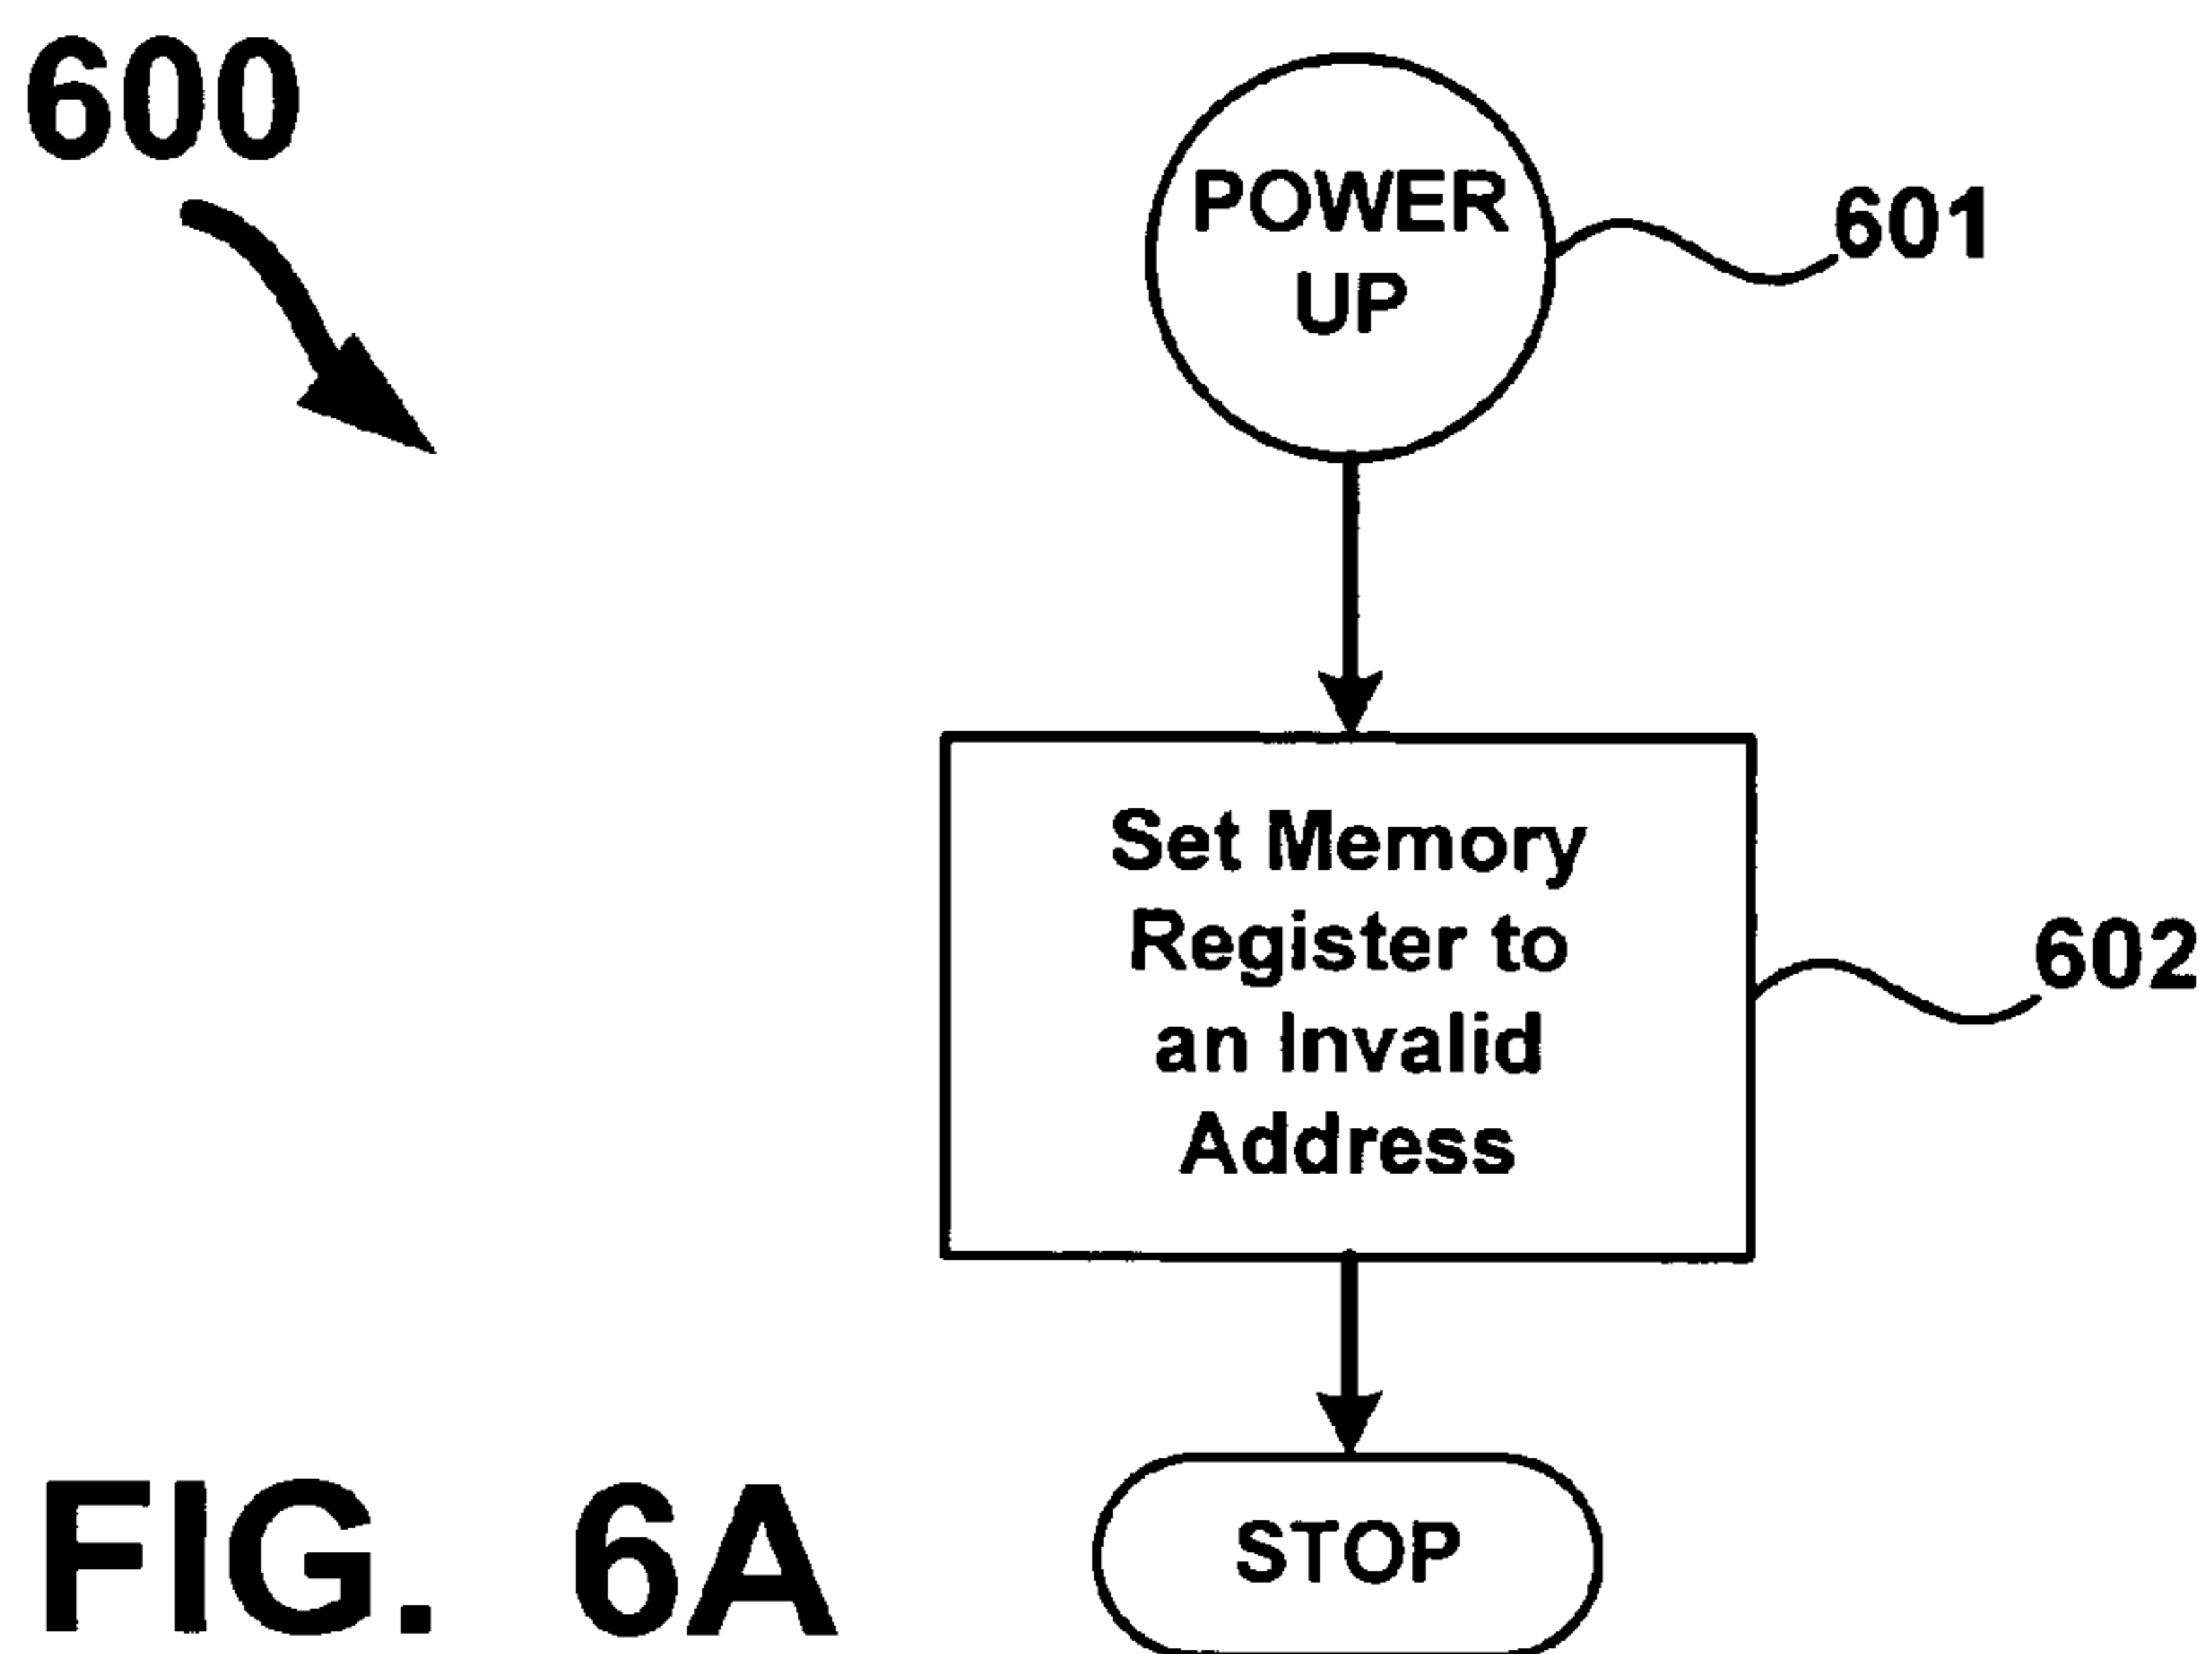 600
POWER
UP
601
Set Memory
Register to
an Invalid
Address
602
STOP
FIG. 6A